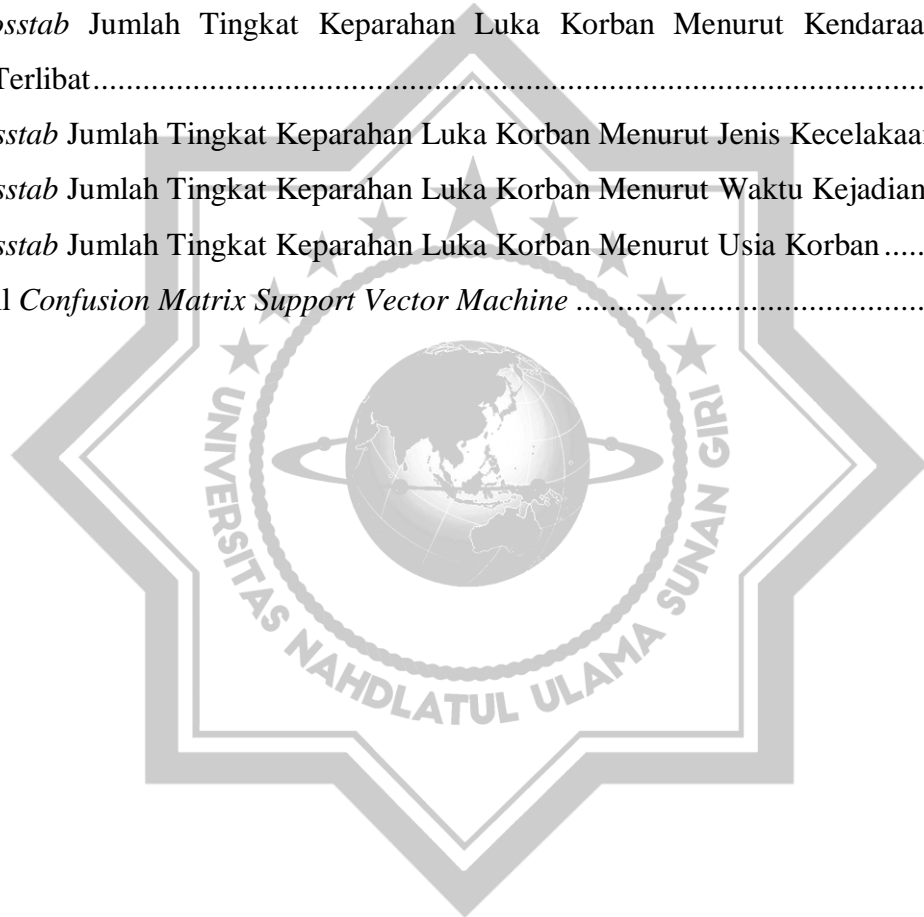 osstab Jumlah Tingkat Keparahan Luka Korban Menurut Kendaraa
Terlibat....................................................................................................
sstab Jumlah Tingkat Keparahan Luka Korban Menurut Jenis Kecelakaan
sstab Jumlah Tingkat Keparahan Luka Korban Menurut Waktu Kejadian
sstab Jumlah Tingkat Keparahan Luka Korban Menurut Usia Korban.....
il Confusion Matrix Support Vector Machine ..........................................
UNIVERSITAS NAHDLATUL ULAMA SUNAN GIRI